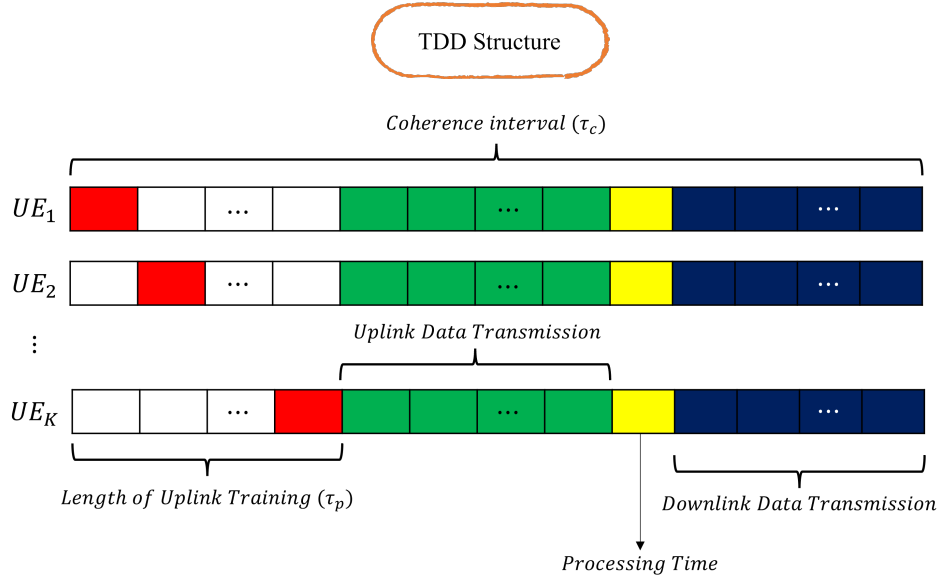 TDD Structure
Coherence interval (τ_c)
UE_1
...
...
...
UE_2
...
...
...
⋮
Uplink Data Transmission
UE_K
...
...
...
Length of Uplink Training (τ_p)
Downlink Data Transmission
Processing Time